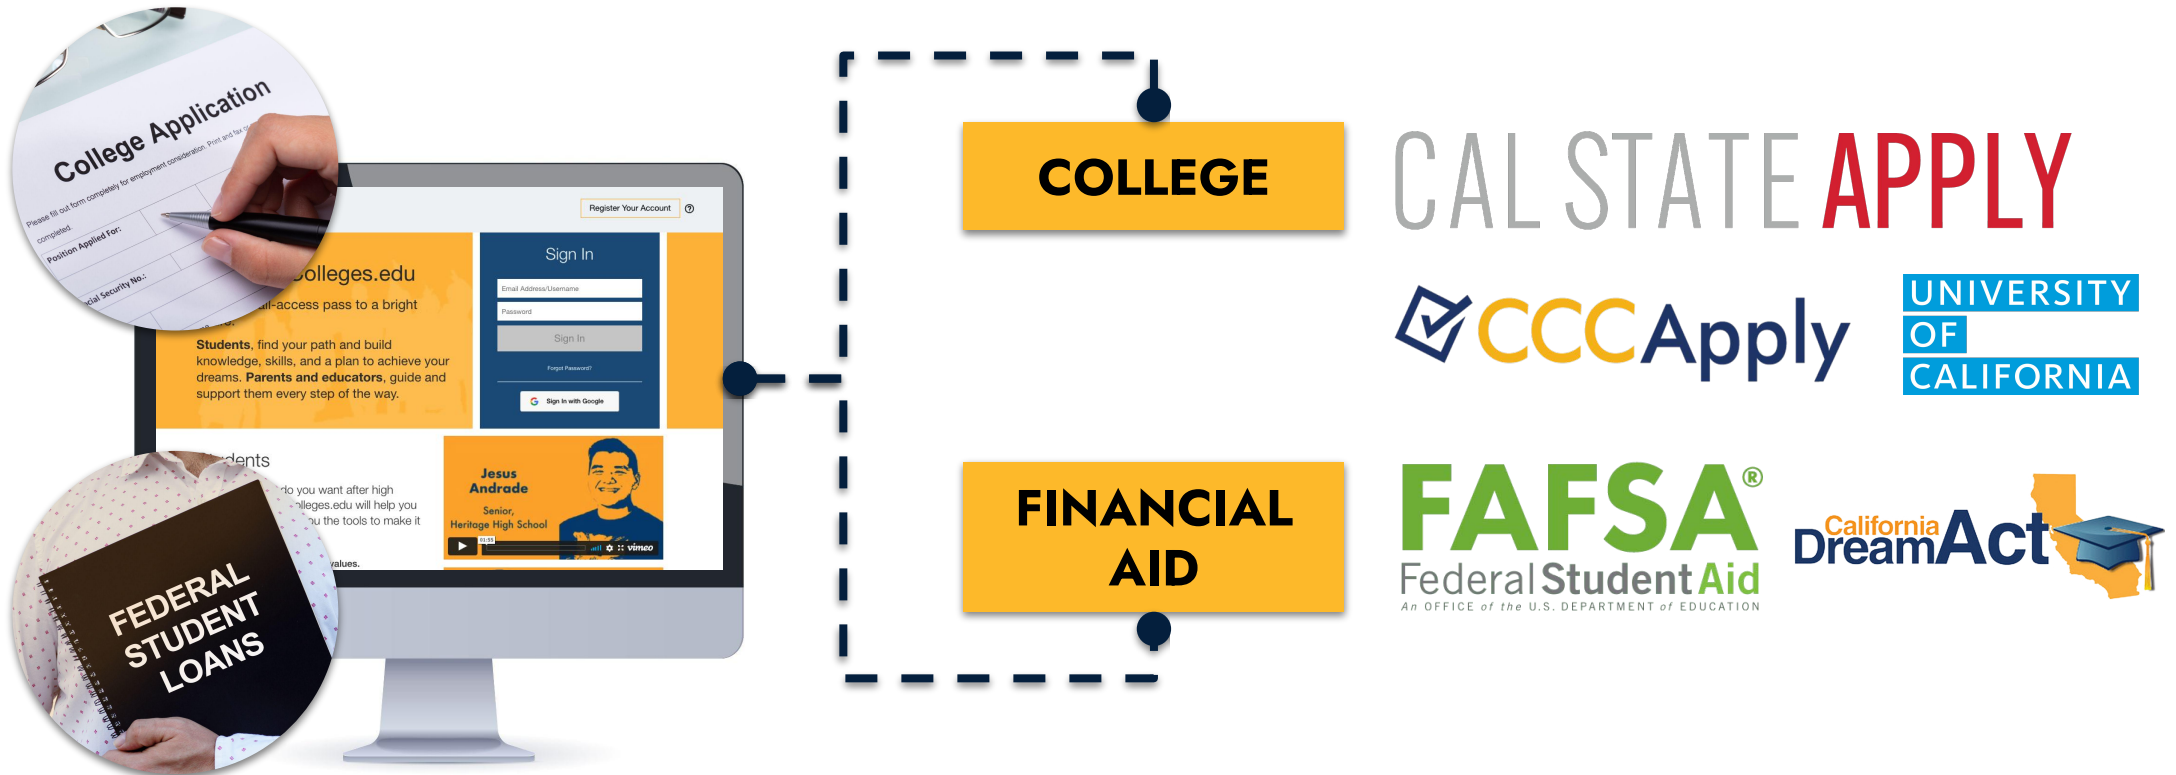 College Application
Please fill out form completely for employment consideration. Print and fax or
completed.
Position Applied For:
Social Security No.:
Register Your Account
Colleges.edu
all-access pass to a bright
Students, find your path and build
knowledge, skills, and a plan to achieve your
dreams. Parents and educators, guide and
support them every step of the way.
Sign In
Email Address/Username
Password
Sign In
Forgot Password?
Sign In with Google
do you want after high
will help you
the tools to make it
values.
Jesus
Andrade
Senior,
Heritage High School
01:55
vimeo
FEDERAL
STUDENT
LOANS
COLLEGE
CAL STATE APPLY
CCCApply
UNIVERSITY
OF
CALIFORNIA
FINANCIAL
AID
FAFSA®
Federal Student Aid
An OFFICE of the U.S. DEPARTMENT of EDUCATION
California
DreamAct